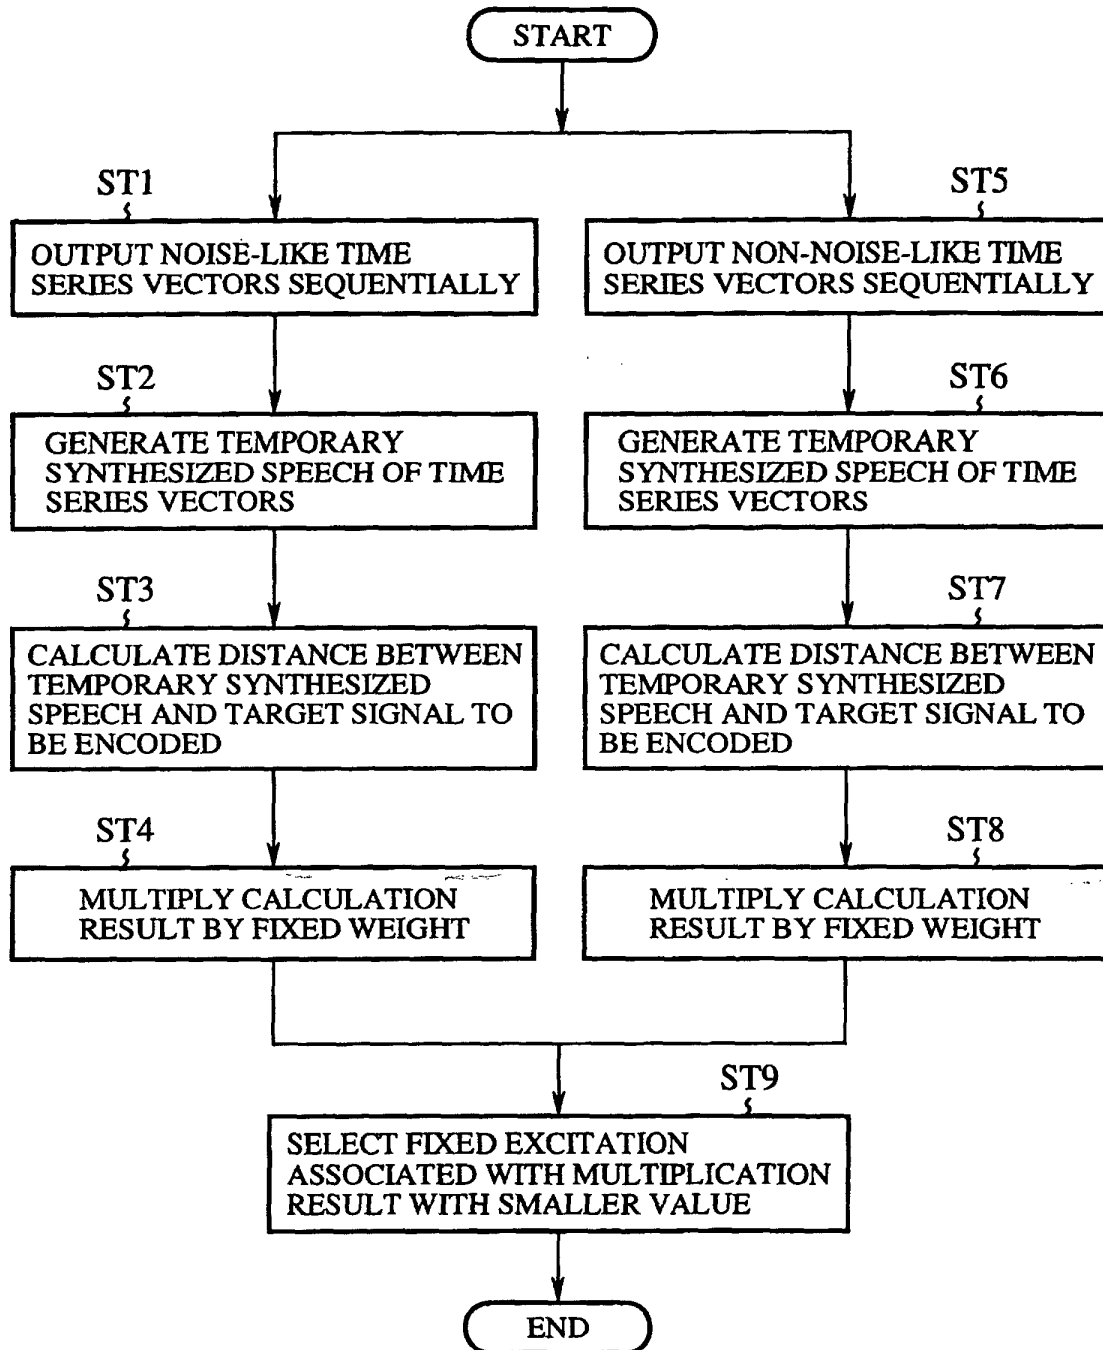 START
ST1
OUTPUT NOISE-LIKE TIME
SERIES VECTORS SEQUENTIALLY
ST2
GENERATE TEMPORARY
SYNTHESIZED SPEECH OF TIME
SERIES VECTORS
ST3
CALCULATE DISTANCE BETWEEN
TEMPORARY SYNTHESIZED
SPEECH AND TARGET SIGNAL TO
BE ENCODED
ST4
MULTIPLY CALCULATION
RESULT BY FIXED WEIGHT
ST5
OUTPUT NON-NOISE-LIKE TIME
SERIES VECTORS SEQUENTIALLY
ST6
GENERATE TEMPORARY
SYNTHESIZED SPEECH OF TIME
SERIES VECTORS
ST7
CALCULATE DISTANCE BETWEEN
TEMPORARY SYNTHESIZED
SPEECH AND TARGET SIGNAL TO
BE ENCODED
ST8
MULTIPLY CALCULATION
RESULT BY FIXED WEIGHT
ST9
SELECT FIXED EXCITATION
ASSOCIATED WITH MULTIPLICATION
RESULT WITH SMALLER VALUE
END